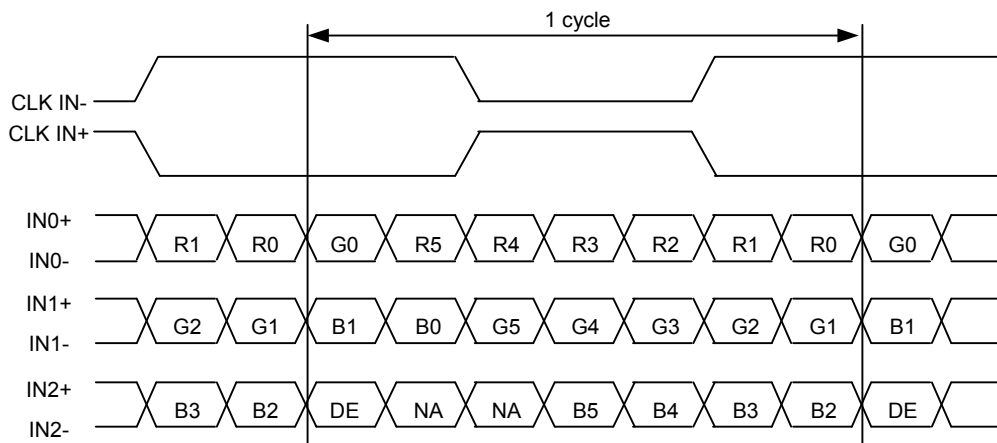 1 cycle
CLK IN-
CLK IN+
IN0+
R1 R0 G0 R5 R4 R3 R2 R1 R0 G0
IN0-
IN1+
G2 G1 B1 B0 G5 G4 G3 G2 G1 B1
IN1-
IN2+
B3 B2 DE NA NA B5 B4 B3 B2 DE
IN2-